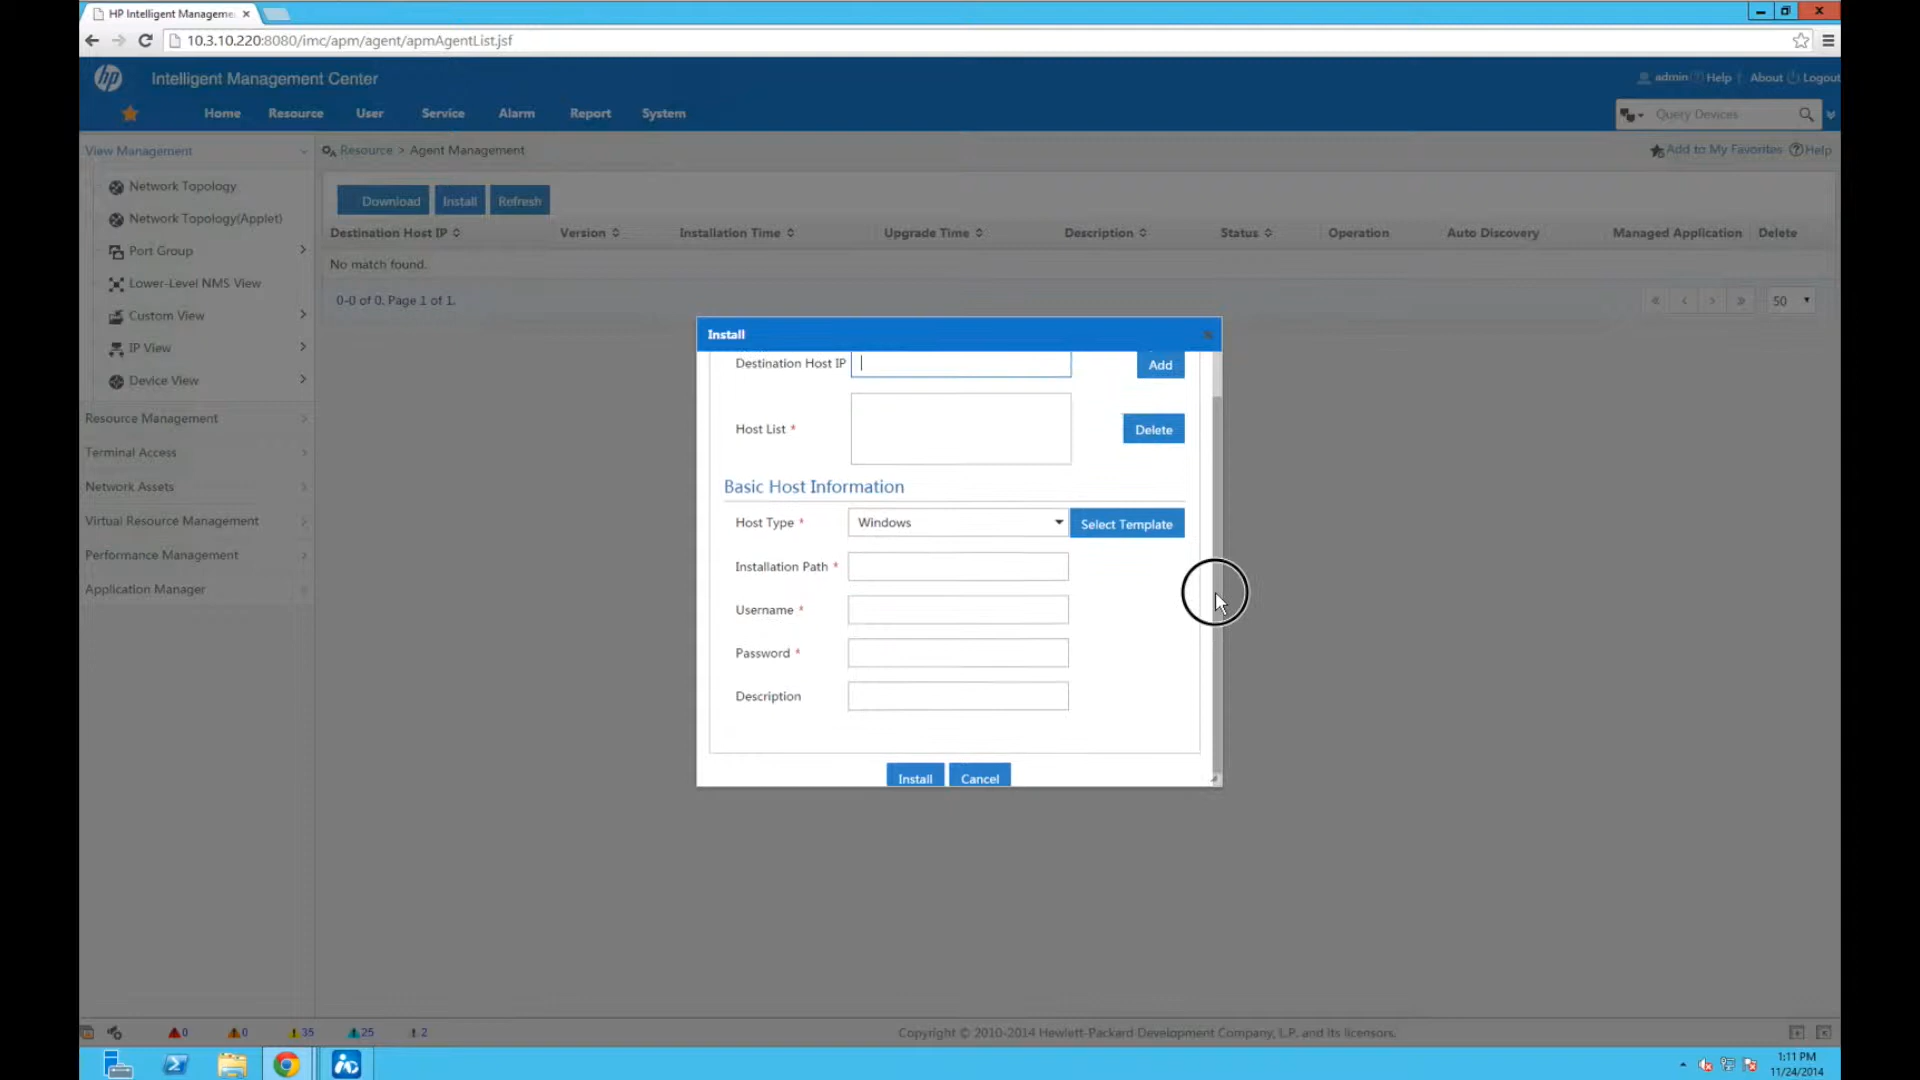 HP Intelligent Manageme
10.3.10.220:8080/imc/apm/agent/apmAgentList.jsf
hp Intelligent Management Center
admin Help About Logout
Home Resource User Service Alarm Report System
Query Devices
View Management
Resource > Agent Management
Add to My Favorites Help
Network Topology
Network Topology(Applet)
Port Group
Lower-Level NMS View
Custom View
IP View
Device View
Resource Management
Terminal Access
Network Assets
Virtual Resource Management
Performance Management
Application Manager
Download Install Refresh
Destination Host IP Version Installation Time Upgrade Time Description Status Operation Auto Discovery Managed Application Delete
No match found.
0-0 of 0. Page 1 of 1.
« < > » 50
Install
Destination Host IP Add
Host List * Delete
Basic Host Information
Host Type * Windows Select Template
Installation Path *
Username *
Password *
Description
Install Cancel
0 0 35 25 2
Copyright © 2010-2014 Hewlett-Packard Development Company, L.P. and its licensors.
1:11 PM
11/24/2014